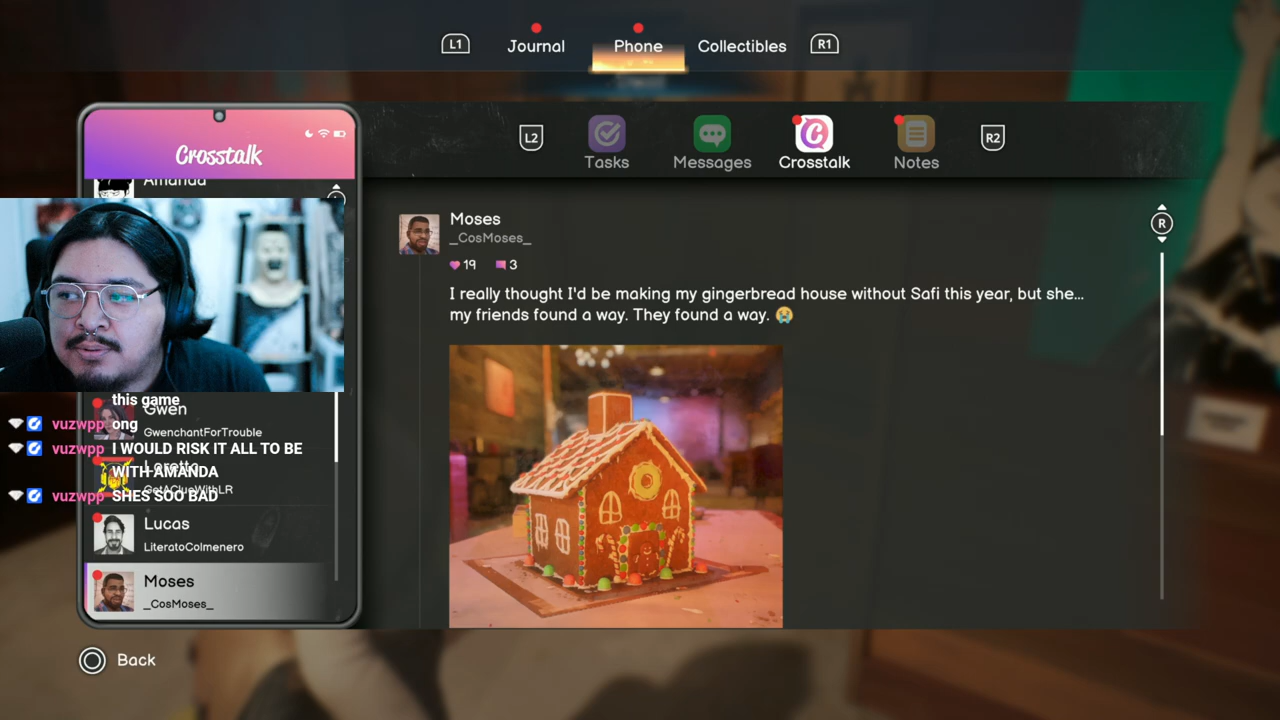 L1
Journal
Phone
Collectibles
R1
Crosstalk
L2
Tasks
Messages
Crosstalk
Notes
R2
Amanda
Moses
_CosMoses_
19
3
R
I really thought I'd be making my gingerbread house without Safi this year, but she...
my friends found a way. They found a way. 😭
this game
Gwen
vuzwpp ong
GwenchantForTrouble
vuzwpp I WOULD RISK IT ALL TO BE
WITH AMANDA
Loretta
GetAClueWithLR
vuzwpp SHES SOO BAD
Lucas
LiteratoColmenero
Moses
_CosMoses_
Back